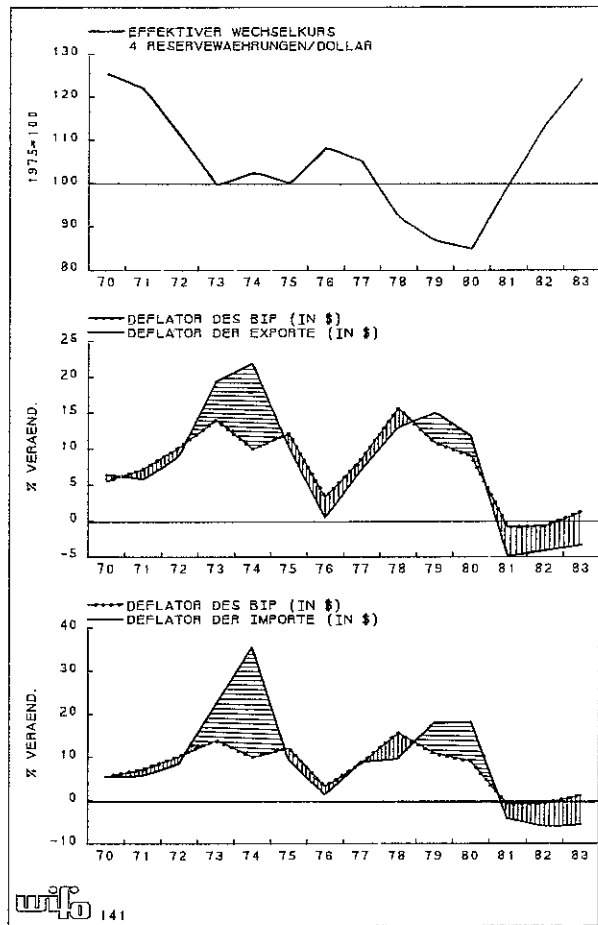 EFFEKTIVER WECHSELKURS
4 RESERVEWAEHRUNGEN/DOLLAR
130
120
110
100
90
80
1975=100
70 71 72 73 74 75 76 77 78 79 80 81 82 83
DEFLATOR DES BIP (IN $)
DEFLATOR DER EXPORTE (IN $)
25
20
15
10
5
0
-5
% VERAEND.
70 71 72 73 74 75 76 77 78 79 80 81 82 83
DEFLATOR DES BIP (IN $)
DEFLATOR DER IMPORTE (IN $)
40
30
20
10
0
-10
% VERAEND.
70 71 72 73 74 75 76 77 78 79 80 81 82 83
wifo 141